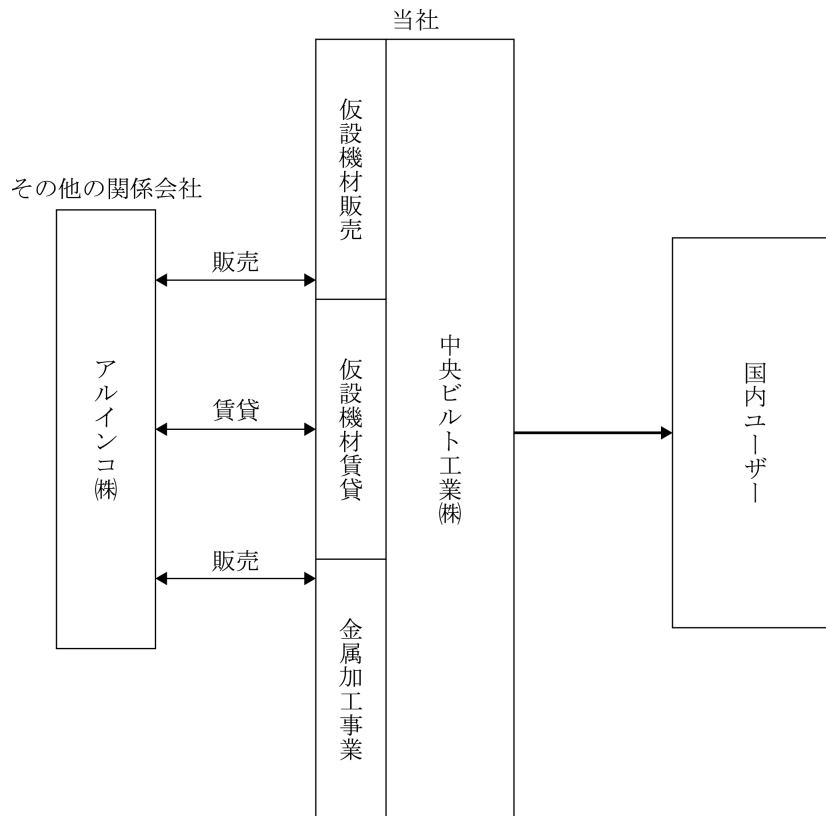 当社
その他の関係会社
アルインコ㈱
販売
賃貸
販売
仮設機材販売
仮設機材賃貸
金属加工事業
中央ビルト工業㈱
国内ユーザー